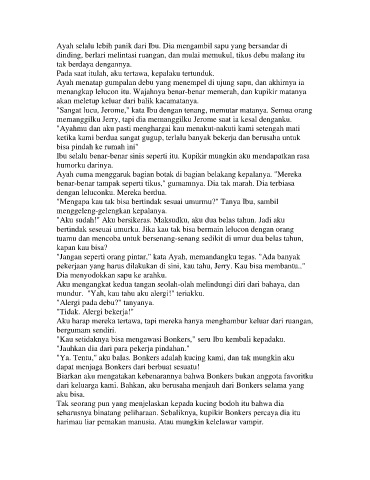 Ayah selalu lebih panik dari Ibu. Dia mengambil sapu yang bersandar di
dinding, berlari melintasi ruangan, dan mulai memukul, tikus debu malang itu
tak berdaya dengannya.
Pada saat itulah, aku tertawa, kepalaku tertunduk.
Ayah menatap gumpalan debu yang menempel di ujung sapu, dan akhirnya ia
menangkap lelucon itu. Wajahnya benar-benar memerah, dan kupikir matanya
akan meletup keluar dari balik kacamatanya.
"Sangat lucu, Jerome," kata Ibu dengan tenang, memutar matanya. Semua orang
memanggilku Jerry, tapi dia memanggilku Jerome saat ia kesal denganku.
"Ayahmu dan aku pasti menghargai kau menakut-nakuti kami setengah mati
ketika kami berdua sangat gugup, terlalu banyak bekerja dan berusaha untuk
bisa pindah ke rumah ini"
Ibu selalu benar-benar sinis seperti itu. Kupikir mungkin aku mendapatkan rasa
humorku darinya.
Ayah cuma menggaruk bagian botak di bagian belakang kepalanya. "Mereka
benar-benar tampak seperti tikus," gumamnya. Dia tak marah. Dia terbiasa
dengan leluconku. Mereka berdua.
"Mengapa kau tak bisa bertindak sesuai umurmu?" Tanya Ibu, sambil
menggeleng-gelengkan kepalanya.
"Aku sudah!" Aku bersikeras. Maksudku, aku dua belas tahun. Jadi aku
bertindak seseuai umurku. Jika kau tak bisa bermain lelucon dengan orang
tuamu dan mencoba untuk bersenang-senang sedikit di umur dua belas tahun,
kapan kau bisa?
"Jangan seperti orang pintar," kata Ayah, memandangku tegas. "Ada banyak
pekerjaan yang harus dilakukan di sini, kau tahu, Jerry. Kau bisa membantu.."
Dia menyodokkan sapu ke arahku.
Aku mengangkat kedua tangan seolah-olah melindungi diri dari bahaya, dan
mundur. "Yah, kau tahu aku alergi!" teriakku.
"Alergi pada debu?" tanyanya.
"Tidak. Alergi bekerja!"
Aku harap mereka tertawa, tapi mereka hanya menghambur keluar dari ruangan,
bergumam sendiri.
"Kau setidaknya bisa mengawasi Bonkers," seru Ibu kembali kepadaku.
"Jauhkan dia dari para pekerja pindahan."
"Ya. Tentu," aku balas. Bonkers adalah kucing kami, dan tak mungkin aku
dapat menjaga Bonkers dari berbuat sesuatu!
Biarkan aku mengatakan kebenarannya bahwa Bonkers bukan anggota favoritku
dari keluarga kami. Bahkan, aku berusaha menjauh dari Bonkers selama yang
aku bisa.
Tak seorang pun yang menjelaskan kepada kucing bodoh itu bahwa dia
seharusnya binatang peliharaan. Sebaliknya, kupikir Bonkers percaya dia itu
harimau liar pemakan manusia. Atau mungkin kelelawar vampir.